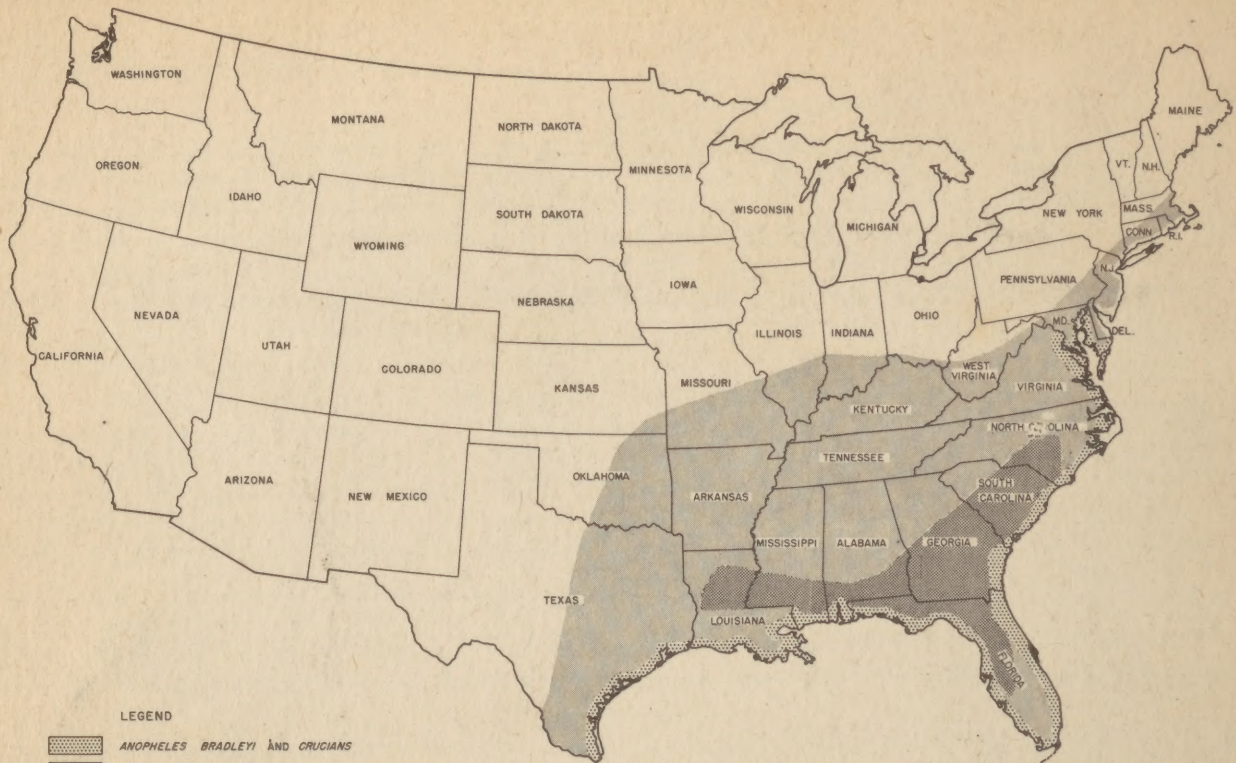 WASHINGTON
MONTANA
NORTH DAKOTA
MAINE
OREGON
IDAHO
MINNESOTA
VT.
N.H.
SOUTH DAKOTA
WISCONSIN
MICHIGAN
NEW YORK
MASS.
WYOMING
CONN
R.I.
NEVADA
NEBRASKA
IOWA
PENNSYLVANIA
N.J.
UTAH
ILLINOIS
INDIANA
OHIO
MD.
DEL.
CALIFORNIA
COLORADO
KANSAS
MISSOURI
WEST
VIRGINIA
VIRGINIA
KENTUCKY
NORTH CAROLINA
ARIZONA
NEW MEXICO
OKLAHOMA
TENNESSEE
ARKANSAS
SOUTH
CAROLINA
MISSISSIPPI
ALABAMA
GEORGIA
TEXAS
LOUISIANA
FLORIDA
LEGEND
ANOPHELES BRADLEYI AND CRUCIANS